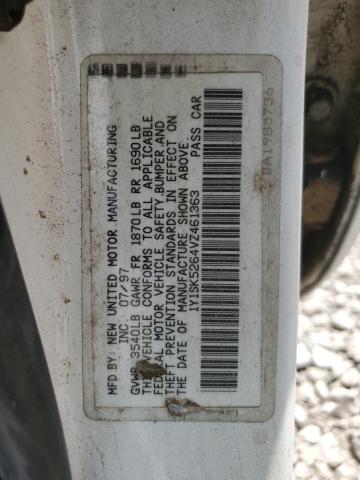 MFD BY: NEW UNITED MOTOR MANUFACTURING
INC. 07/97
GVWR 3540LB GAWR FR 1870LB RR 1690LB
THIS VEHICLE CONFORMS TO ALL APPLICABLE
FEDERAL MOTOR VEHICLE SAFETY,BUMPER,AND
THEFT PREVENTION STANDARDS IN EFFECT ON
THE DATE OF MANUFACTURE SHOWN ABOVE.
1Y1SK5264VZ461363 PASS CAR
BA1985736